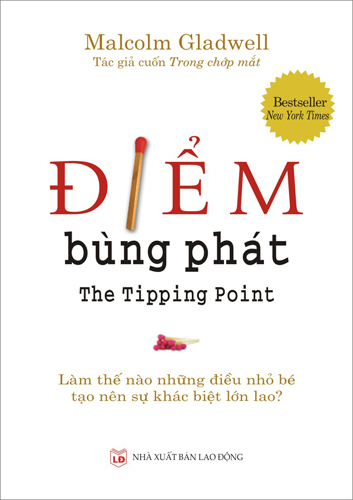 Malcolm Gladwell
Tác giả cuốn Trong chớp mắt
Bestseller
New York Times
ĐIỂM
bùng phát
The Tipping Point
Làm thế nào những điều nhỏ bé
tạo nên sự khác biệt lớn lao?
LĐ NHÀ XUẤT BẢN LAO ĐỘNG